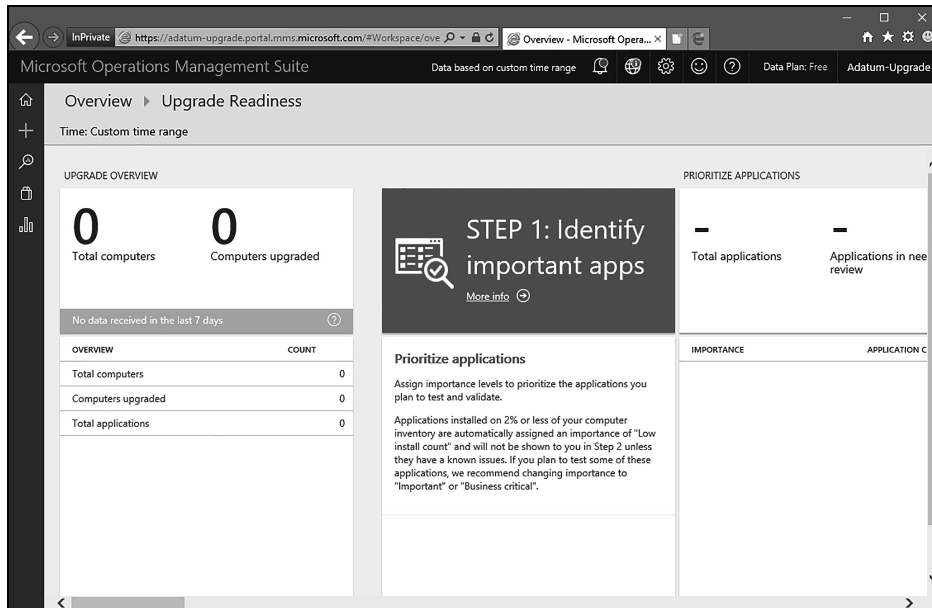 InPrivate
https://adatum-upgrade.portal.mms.microsoft.com/#Workspace/ove
Overview - Microsoft Opera...
Microsoft Operations Management Suite
Data based on custom time range
Data Plan: Free
Adatum-Upgrade
Overview
Upgrade Readiness
Time: Custom time range
UPGRADE OVERVIEW
0
0
Total computers
Computers upgraded
No data received in the last 7 days
?
OVERVIEW COUNT
Total computers 0
Computers upgraded 0
Total applications 0
STEP 1: Identify
important apps
More info
Prioritize applications
Assign importance levels to prioritize the applications you
plan to test and validate.
Applications installed on 2% or less of your computer
inventory are automatically assigned an importance of "Low
install count" and will not be shown to you in Step 2 unless
they have a known issues. If you plan to test some of these
applications, we recommend changing importance to
"Important" or "Business critical".
PRIORITIZE APPLICATIONS
-
-
Total applications
Applications in nee
review
IMPORTANCE APPLICATION C